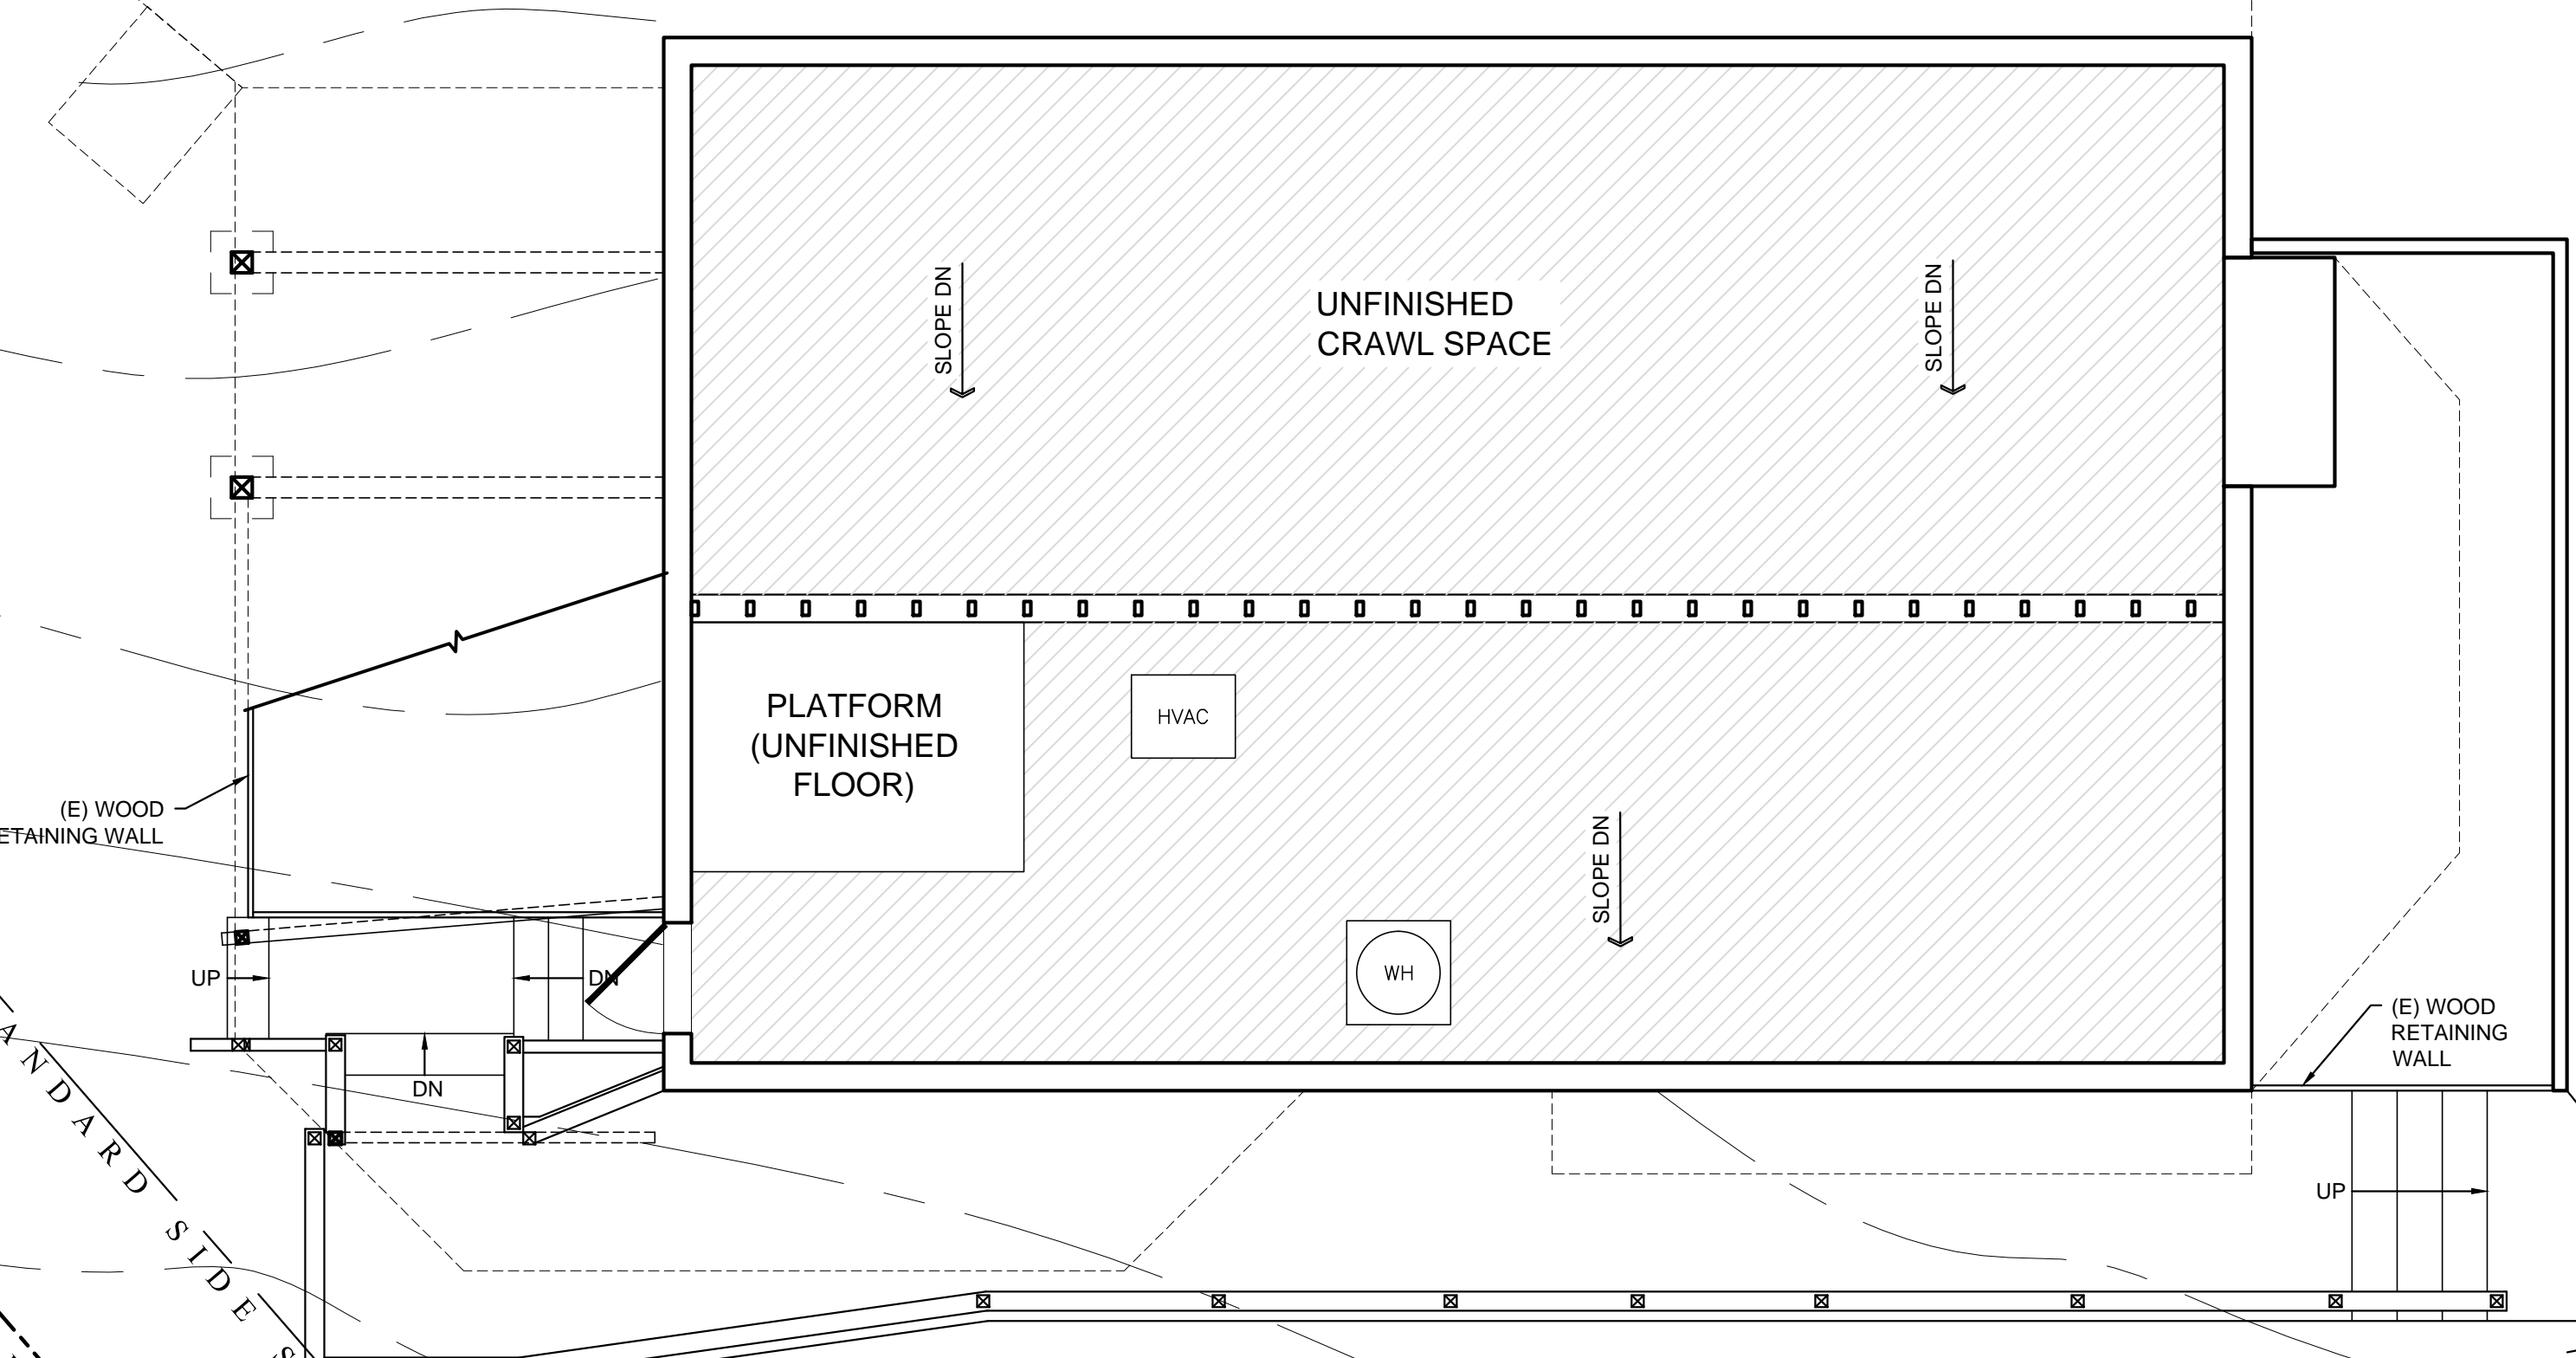 SLOPE DN
UNFINISHED
CRAWL SPACE
SLOPE DN
PLATFORM
(UNFINISHED
FLOOR)
HVAC
(E) WOOD
ETAINING WALL
SLOPE DN
WH
UP
DN
DN
(E) WOOD
RETAINING
WALL
UP
ANDARD SIDE S